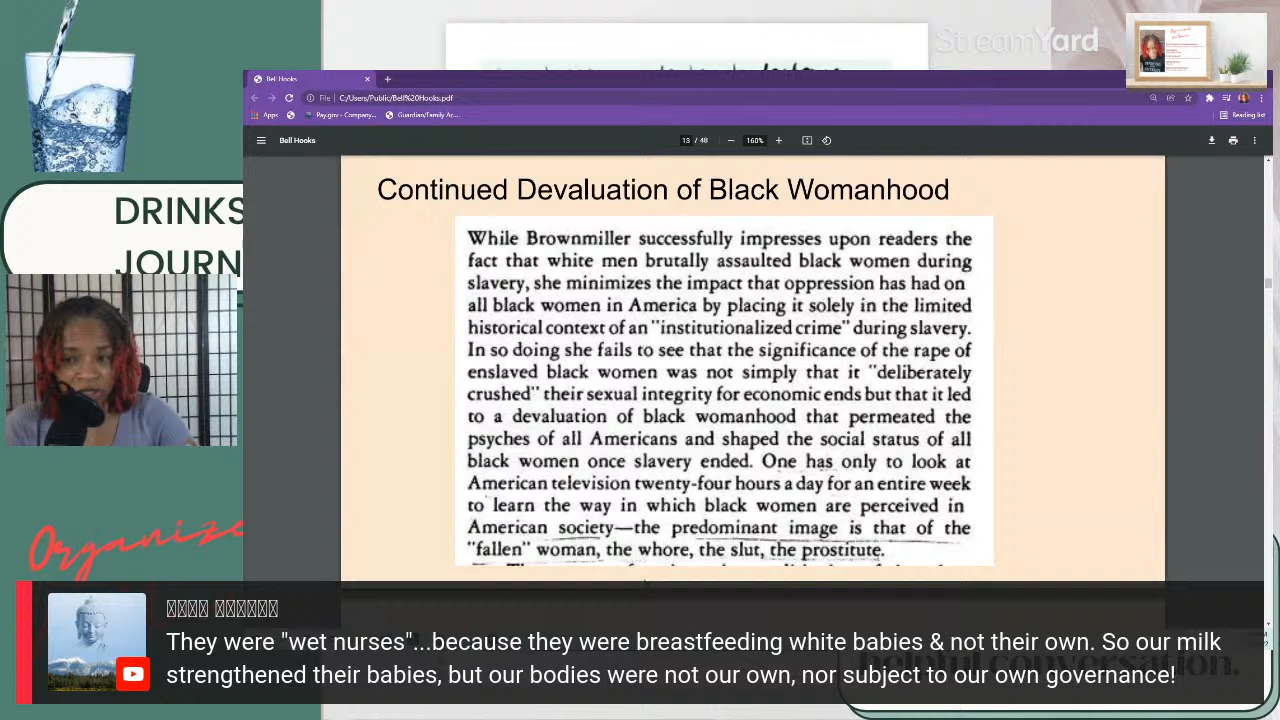 StreamYard
Bell Hooks
File
C:/Users/Public/Bell%20Hooks.pdf
Apps
Pay.gov - Company...
Guardian/Family Ac...
Reading list
Bell Hooks
13 / 48
160%
DRINKS
JOURN
Continued Devaluation of Black Womanhood
While Brownmiller successfully impresses upon readers the
fact that white men brutally assaulted black women during
slavery, she minimizes the impact that oppression has had on
all black women in America by placing it solely in the limited
historical context of an "institutionalized crime" during slavery.
In so doing she fails to see that the significance of the rape of
enslaved black women was not simply that it "deliberately
crushed" their sexual integrity for economic ends but that it led
to a devaluation of black womanhood that permeated the
psyches of all Americans and shaped the social status of all
black women once slavery ended. One has only to look at
American television twenty-four hours a day for an entire week
to learn the way in which black women are perceived in
American society—the predominant image is that of the
"fallen" woman, the whore, the slut, the prostitute.
Organize
They were "wet nurses"...because they were breastfeeding white babies & not their own. So our milk
strengthened their babies, but our bodies were not our own, nor subject to our own governance!
conversation.